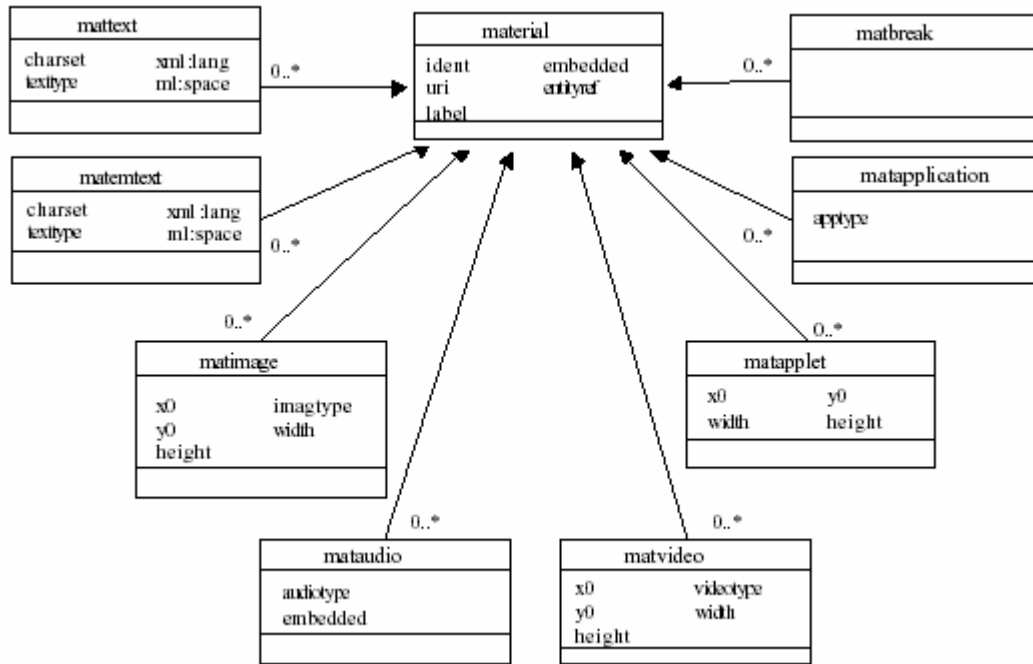 mattext
charset xml:lang
texttype ml:space
0..*
material
ident embedded
uri entityref
label
matbreak
0..*
matemtext
charset xml:lang
texttype ml:space
0..*
matapplication
apptype
0..*
matimage
x0 imagtype
y0 width
height
0..*
matapplet
x0 y0
width height
0..*
mataudio
audiotype
embedded
0..*
matvideo
x0 videotype
y0 width
height
0..*